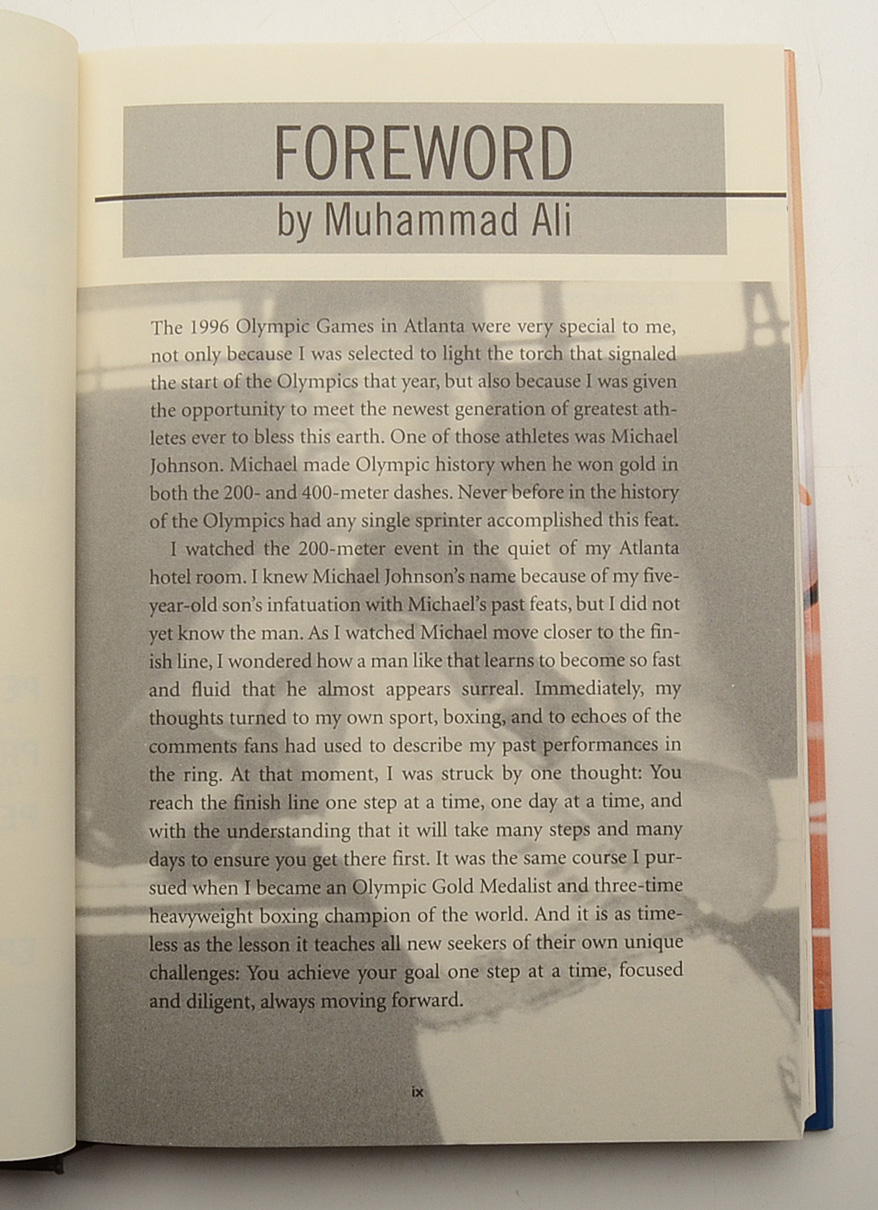 FOREWORD
by Muhammad Ali
The 1996 Olympic Games in Atlanta were very special to me,
not only because I was selected to light the torch that signaled
the start of the Olympics that year, but also because I was given
the opportunity to meet the newest generation of greatest ath-
letes ever to bless this earth. One of those athletes was Michael
Johnson. Michael made Olympic history when he won gold in
both the 200- and 400-meter dashes. Never before in the history
of the Olympics had any single sprinter accomplished this feat.
I watched the 200-meter event in the quiet of my Atlanta
hotel room. I knew Michael Johnson's name because of my five-
year-old son's infatuation with Michael's past feats, but I did not
yet know the man. As I watched Michael move closer to the fin-
ish line, I wondered how a man like that learns to become so fast
and fluid that he almost appears surreal. Immediately, my
thoughts turned to my own sport, boxing, and to echoes of the
comments fans had used to describe my past performances in
the ring. At that moment, I was struck by one thought: You
reach the finish line one step at a time, one day at a time, and
with the understanding that it will take many steps and many
days to ensure you get there first. It was the same course I pur-
sued when I became an Olympic Gold Medalist and three-time
heavyweight boxing champion of the world. And it is as time-
less as the lesson it teaches all new seekers of their own unique
challenges: You achieve your goal one step at a time, focused
and diligent, always moving forward.
ix